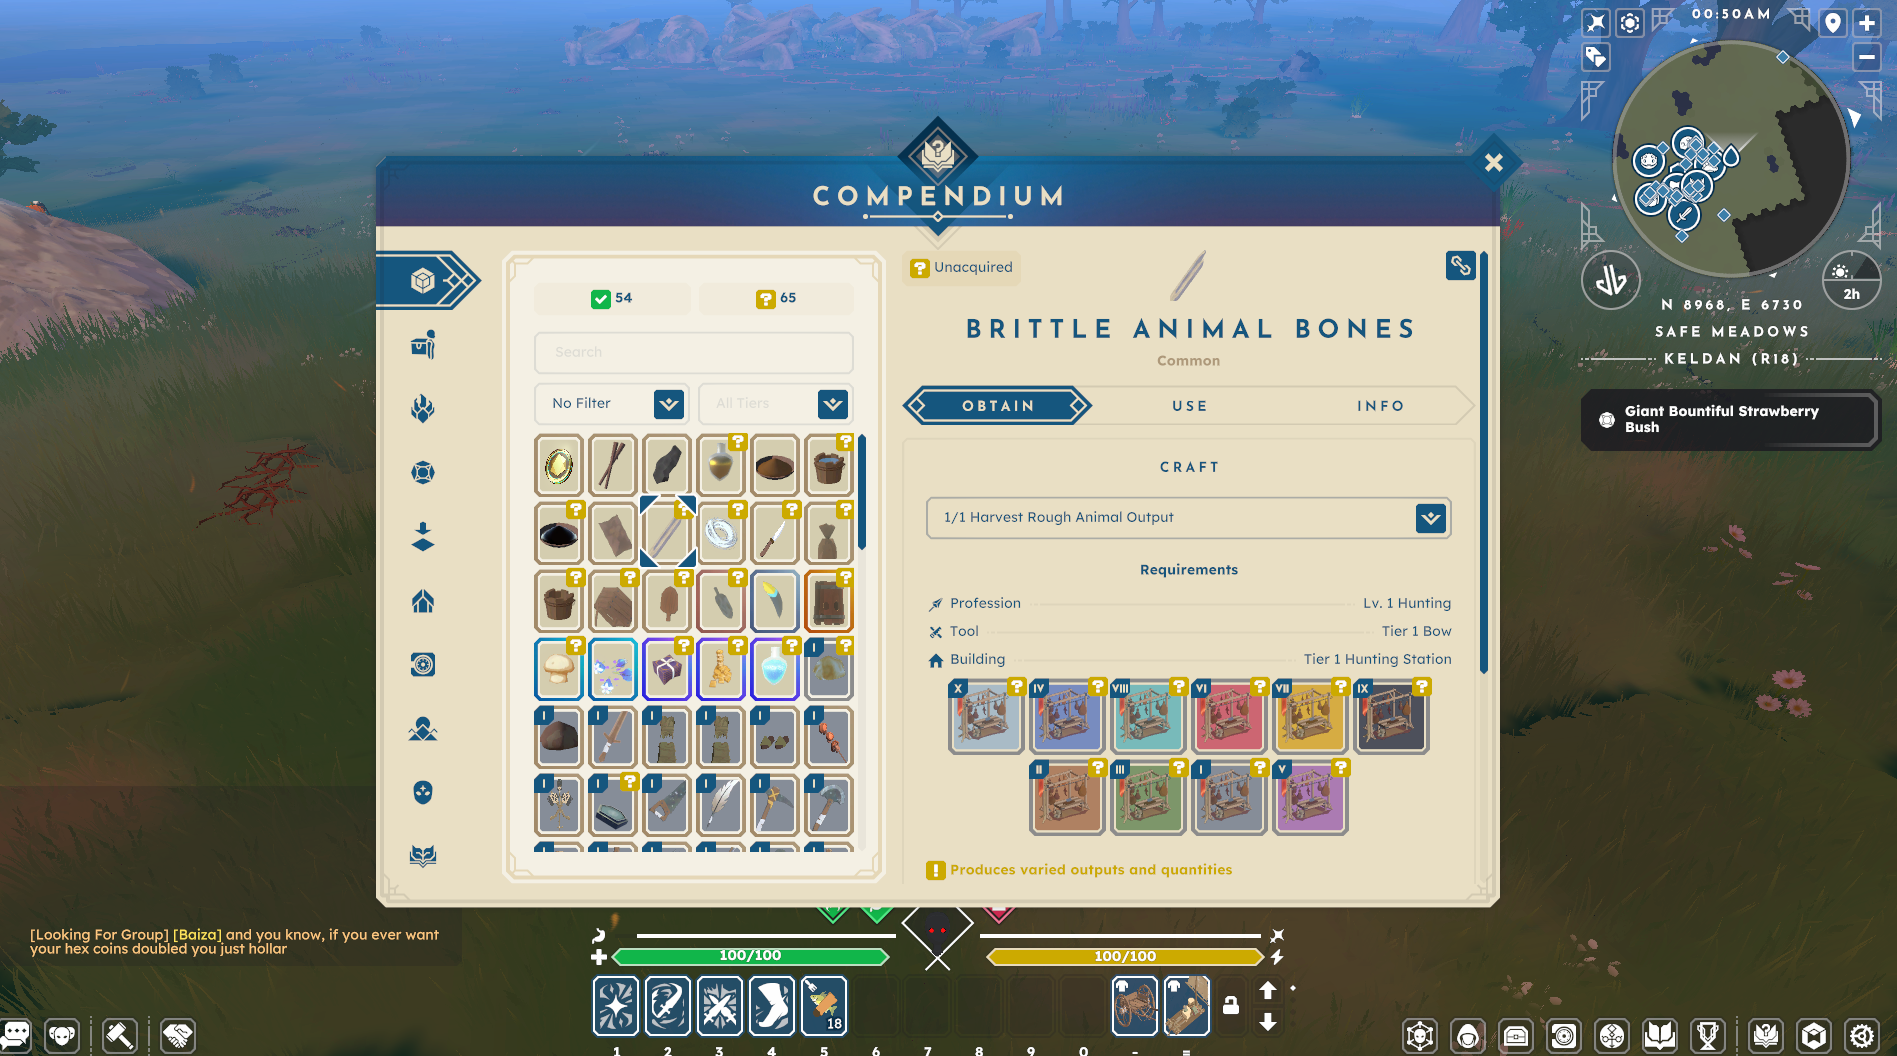 00:50AM
COMPENDIUM
54
65
Search
No Filter
All Tiers
I
I
I
I
I
I
I
I
I
I
I
I
I
Unacquired
BRITTLE ANIMAL BONES
Common
OBTAIN
USE
INFO
CRAFT
1/1 Harvest Rough Animal Output
Requirements
Profession
Lv. 1 Hunting
Tool
Tier 1 Bow
Building
Tier 1 Hunting Station
X
IV
VIII
VI
VII
IX
II
III
I
V
Produces varied outputs and quantities
2h
N 8968, E 6730
SAFE MEADOWS
KELDAN (R18)
Giant Bountiful Strawberry
Bush
[Looking For Group] [Baiza] and you know, if you ever want
your hex coins doubled you just hollar
100/100
100/100
18
1
2
3
4
5
6
7
8
9
0
-
=